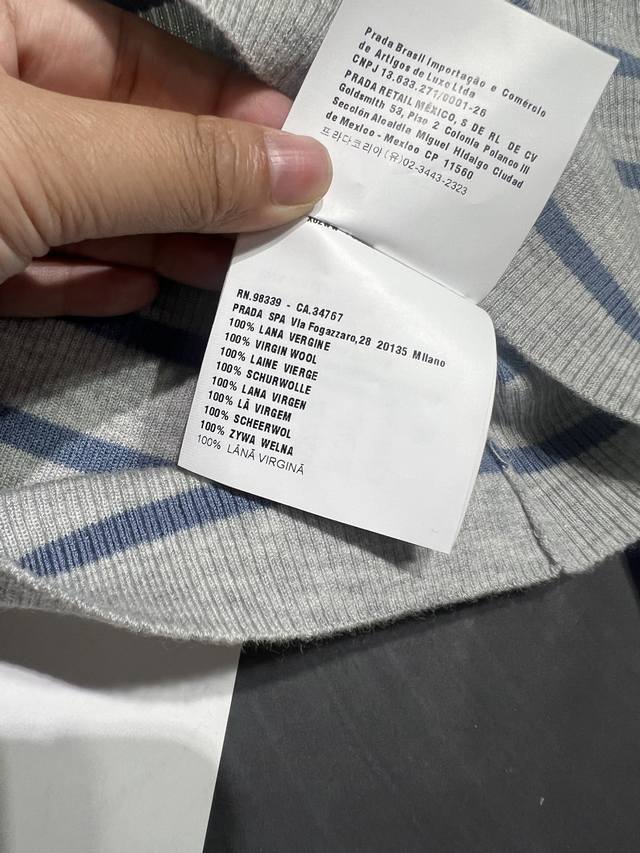 Prada Brasil Importação e Comércio
de Artigos de Luxo Ltda
CNPJ 13.633.271/0001-26
PRADA RETAIL MÉXICO, S DE RL DE CV
Goldsmith 53, Piso 2 Colonia Polanco III
Sección Alcaldia Miguel Hidalgo Ciudad
de Mexico - Mexico CP 11560
프라다코리아(유)02-3443-2323
RN.98339 - CA.34767
PRADA SPA Via Fogazzaro,28 20135 Milano
100% LANA VERGINE
100% VIRGIN WOOL
100% LAINE VIERGE
100% SCHURWOLLE
100% LANA VIRGEN
100% LÃ VIRGEM
100% SCHEERWOL
100% ZYWA WELNA
100% LÂNĂ VIRGINĂ